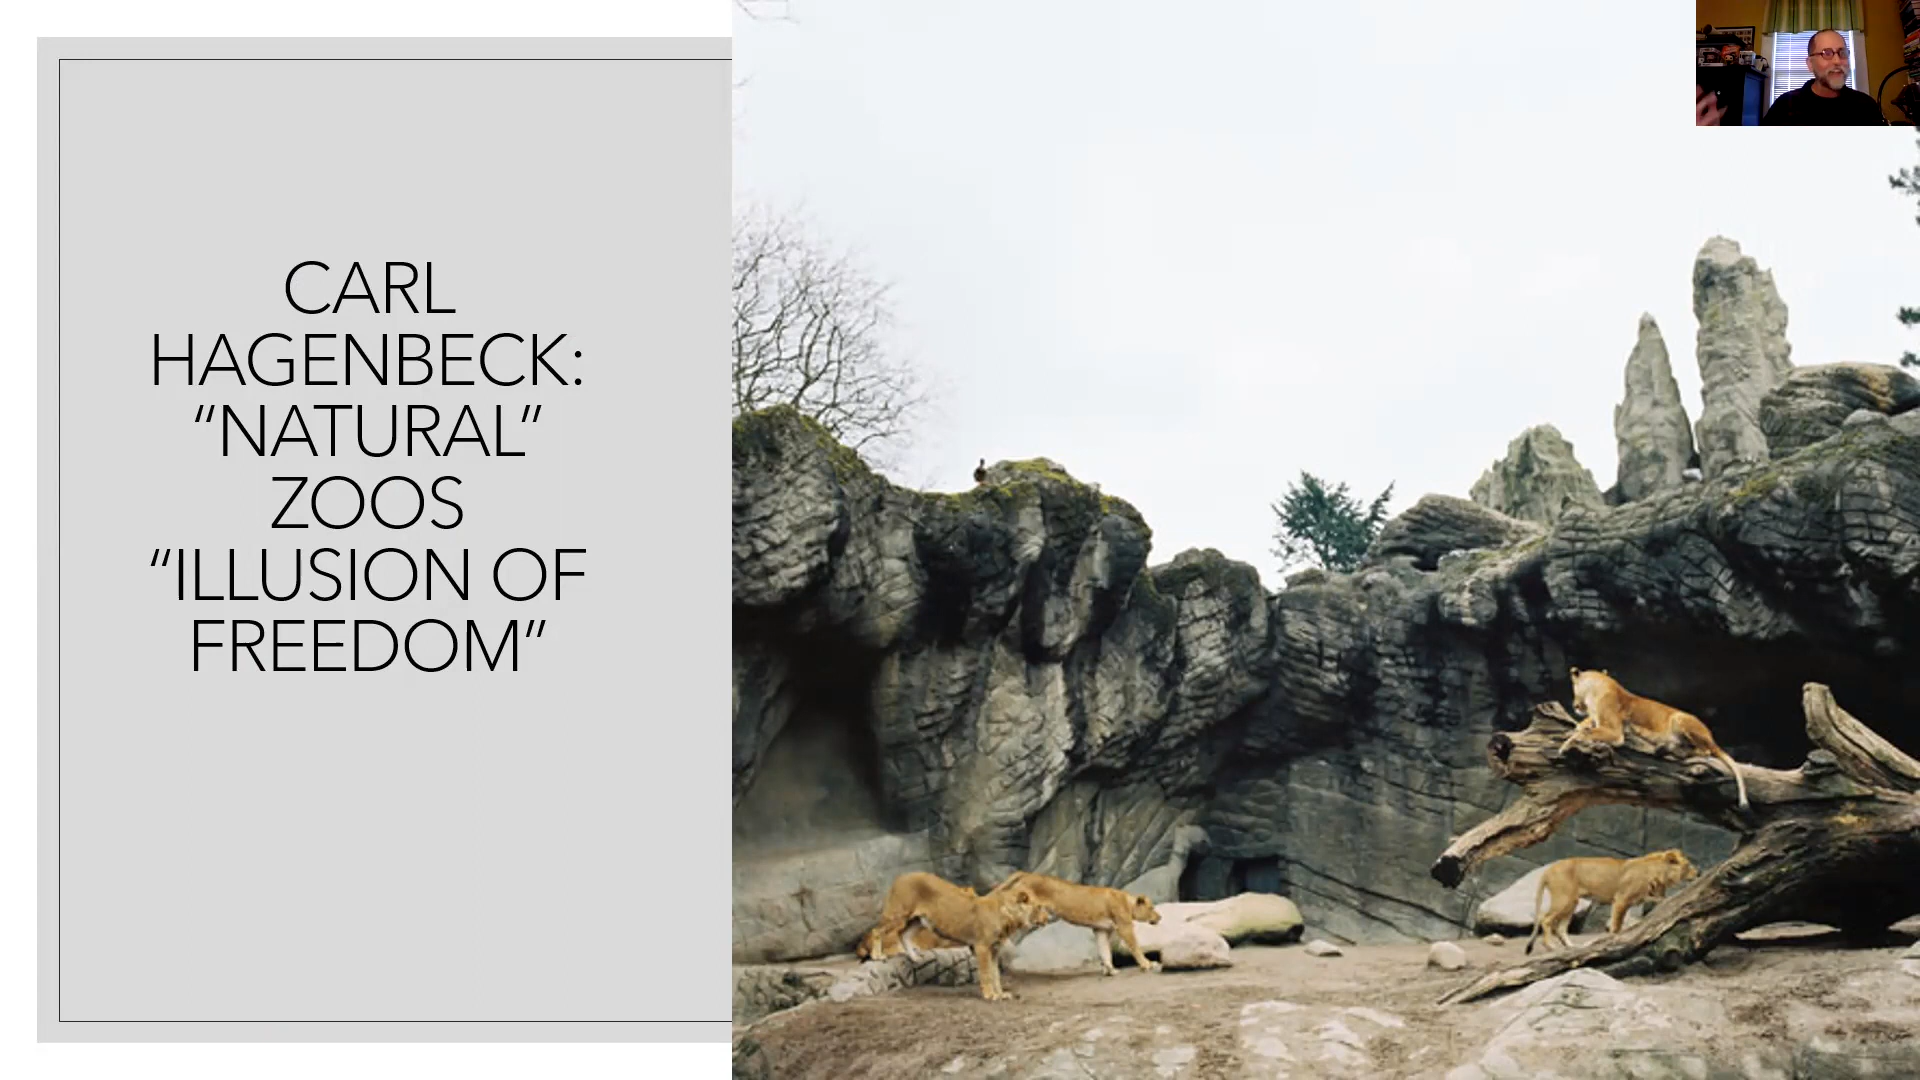 CARL
HAGENBECK:
“NATURAL”
ZOOS
“ILLUSION OF
FREEDOM”